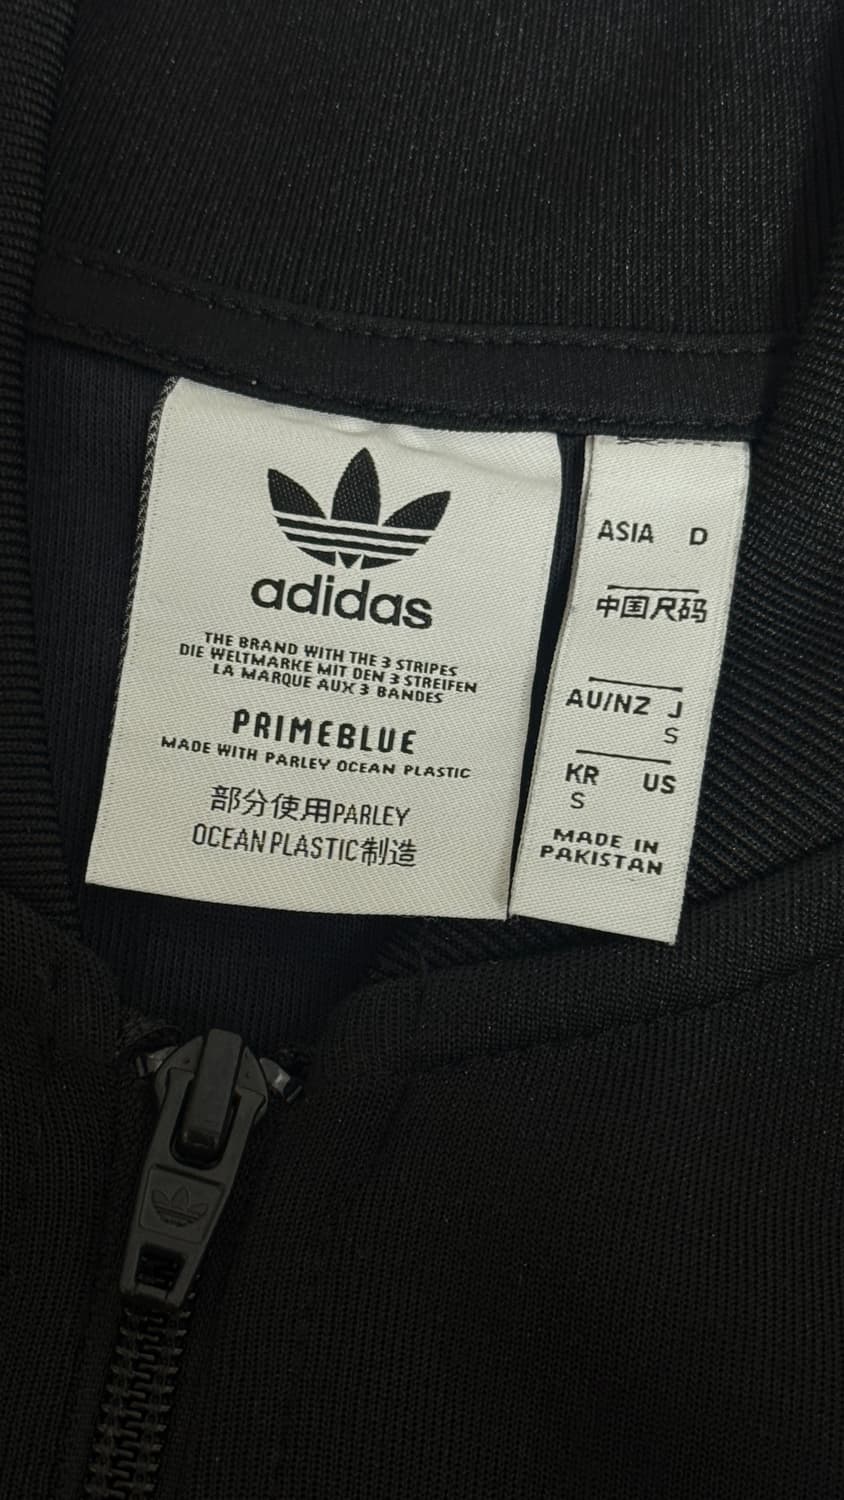 adidas
THE BRAND WITH THE 3 STRIPES
DIE WELTMARKE MIT DEN 3 STREIFEN
LA MARQUE AUX 3 BANDES
PRIMEBLUE
MADE WITH PARLEY OCEAN PLASTIC
部分使用PARLEY
OCEAN PLASTIC制造
ASIA D
中国尺码
AU/NZ J
S
KR US
S
MADE IN
PAKISTAN